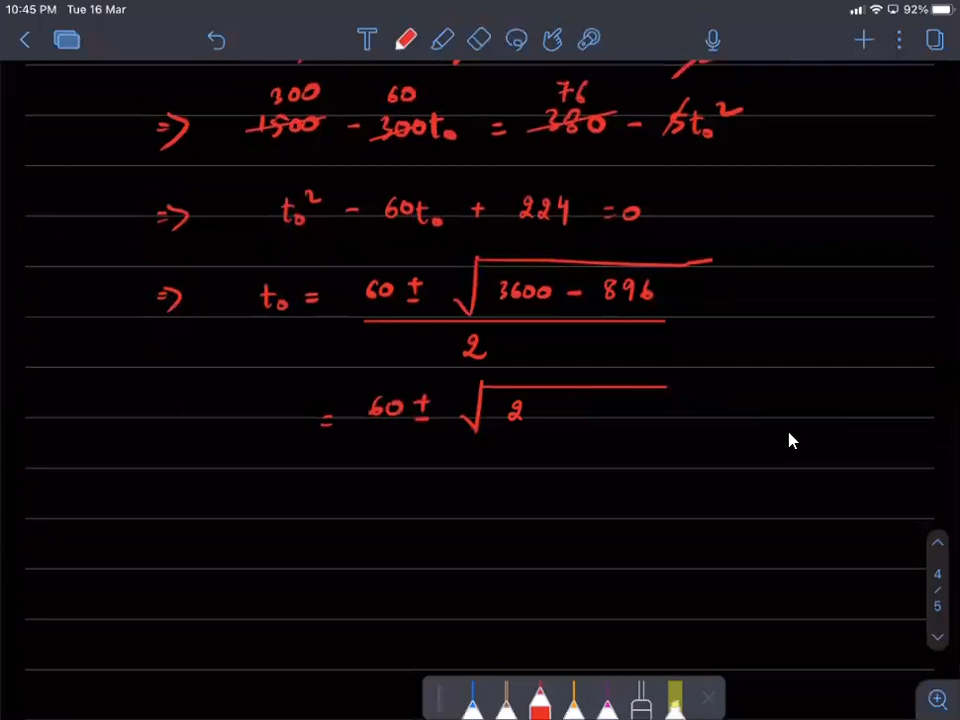 10:45 PM Tue 16 Mar 92%
300 60 76
=> 1500 - 300t₀ = 380 - 5t₀²
=> t₀² - 60t₀ + 224 = 0
=> t₀ = 60 ± √3600 - 896
2
= 60 ± √2
4
/
5